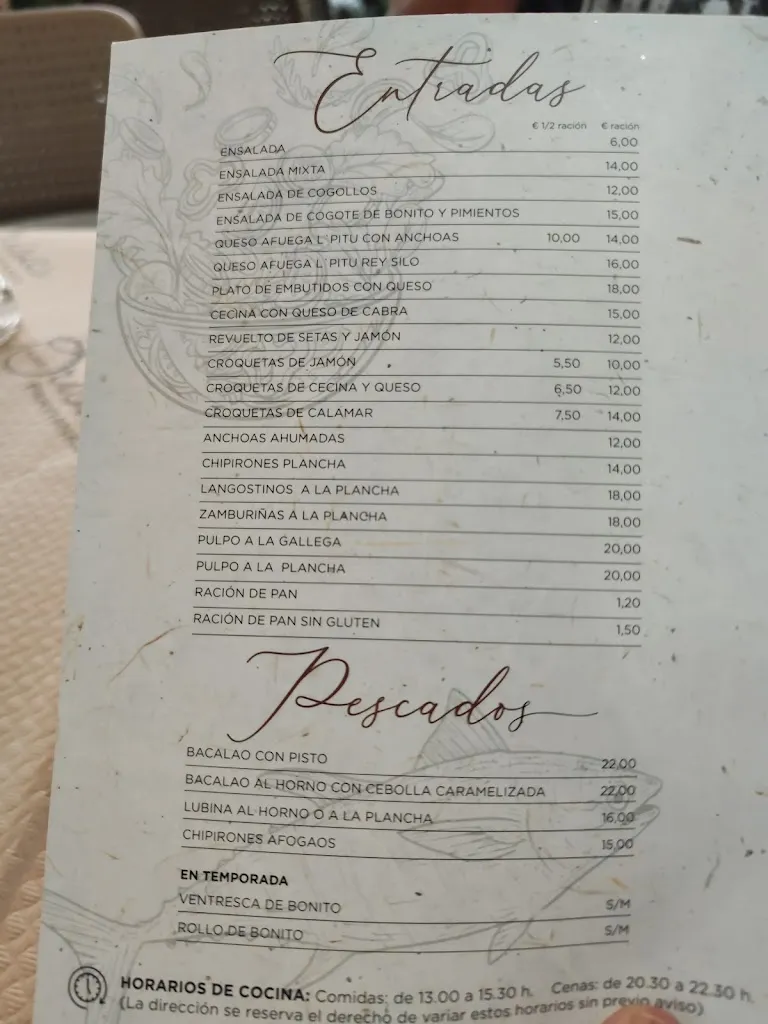 Entradas
€ 1/2 ración € ración
ENSALADA 6,00
ENSALADA MIXTA 14,00
ENSALADA DE COGOLLOS 12,00
ENSALADA DE COGOTE DE BONITO Y PIMIENTOS 15,00
QUESO AFUEGA L´PITU CON ANCHOAS 10,00 14,00
QUESO AFUEGA L´PITU REY SILO 16,00
PLATO DE EMBUTIDOS CON QUESO 18,00
CECINA CON QUESO DE CABRA 15,00
REVUELTO DE SETAS Y JAMÓN 12,00
CROQUETAS DE JAMÓN 5,50 10,00
CROQUETAS DE CECINA Y QUESO 6,50 12,00
CROQUETAS DE CALAMAR 7,50 14,00
ANCHOAS AHUMADAS 12,00
CHIPIRONES PLANCHA 14,00
LANGOSTINOS A LA PLANCHA 18,00
ZAMBURIÑAS A LA PLANCHA 18,00
PULPO A LA GALLEGA 20,00
PULPO A LA PLANCHA 20,00
RACIÓN DE PAN 1,20
RACIÓN DE PAN SIN GLUTEN 1,50
Pescados
BACALAO CON PISTO 22,00
BACALAO AL HORNO CON CEBOLLA CARAMELIZADA 22,00
LUBINA AL HORNO O A LA PLANCHA 16,00
CHIPIRONES AFOGAOS 15,00
EN TEMPORADA
VENTRESCA DE BONITO S/M
ROLLO DE BONITO S/M
HORARIOS DE COCINA: Comidas: de 13.00 a 15.30 h. Cenas: de 20.30 a 22.30 h.
(La dirección se reserva el derecho de variar estos horarios sin previo aviso)